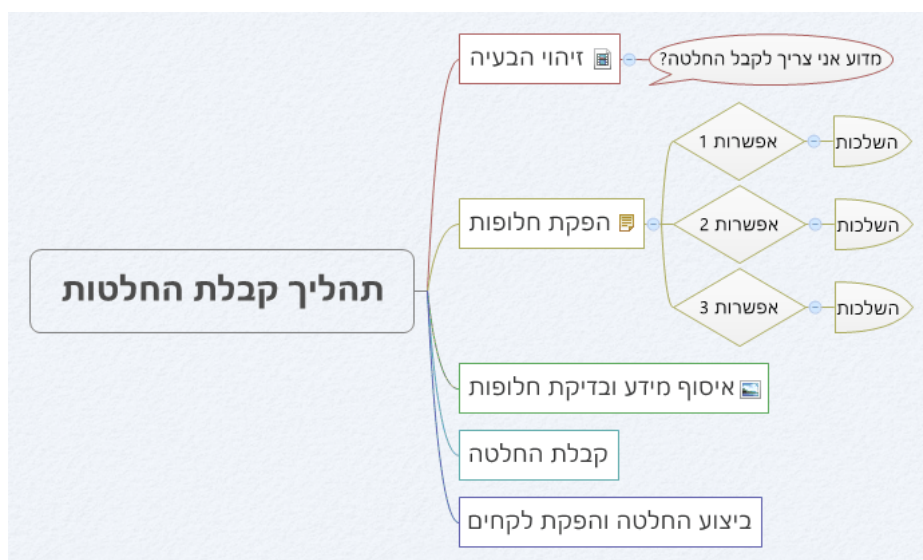 תהליך קבלת החלטות
זיהוי הבעיה
מדוע אני צריך לקבל החלטה?
הפקת חלופות
אפשרות 1
השלכות
אפשרות 2
השלכות
אפשרות 3
השלכות
איסוף מידע ובדיקת חלופות
קבלת החלטה
ביצוע החלטה והפקת לקחים